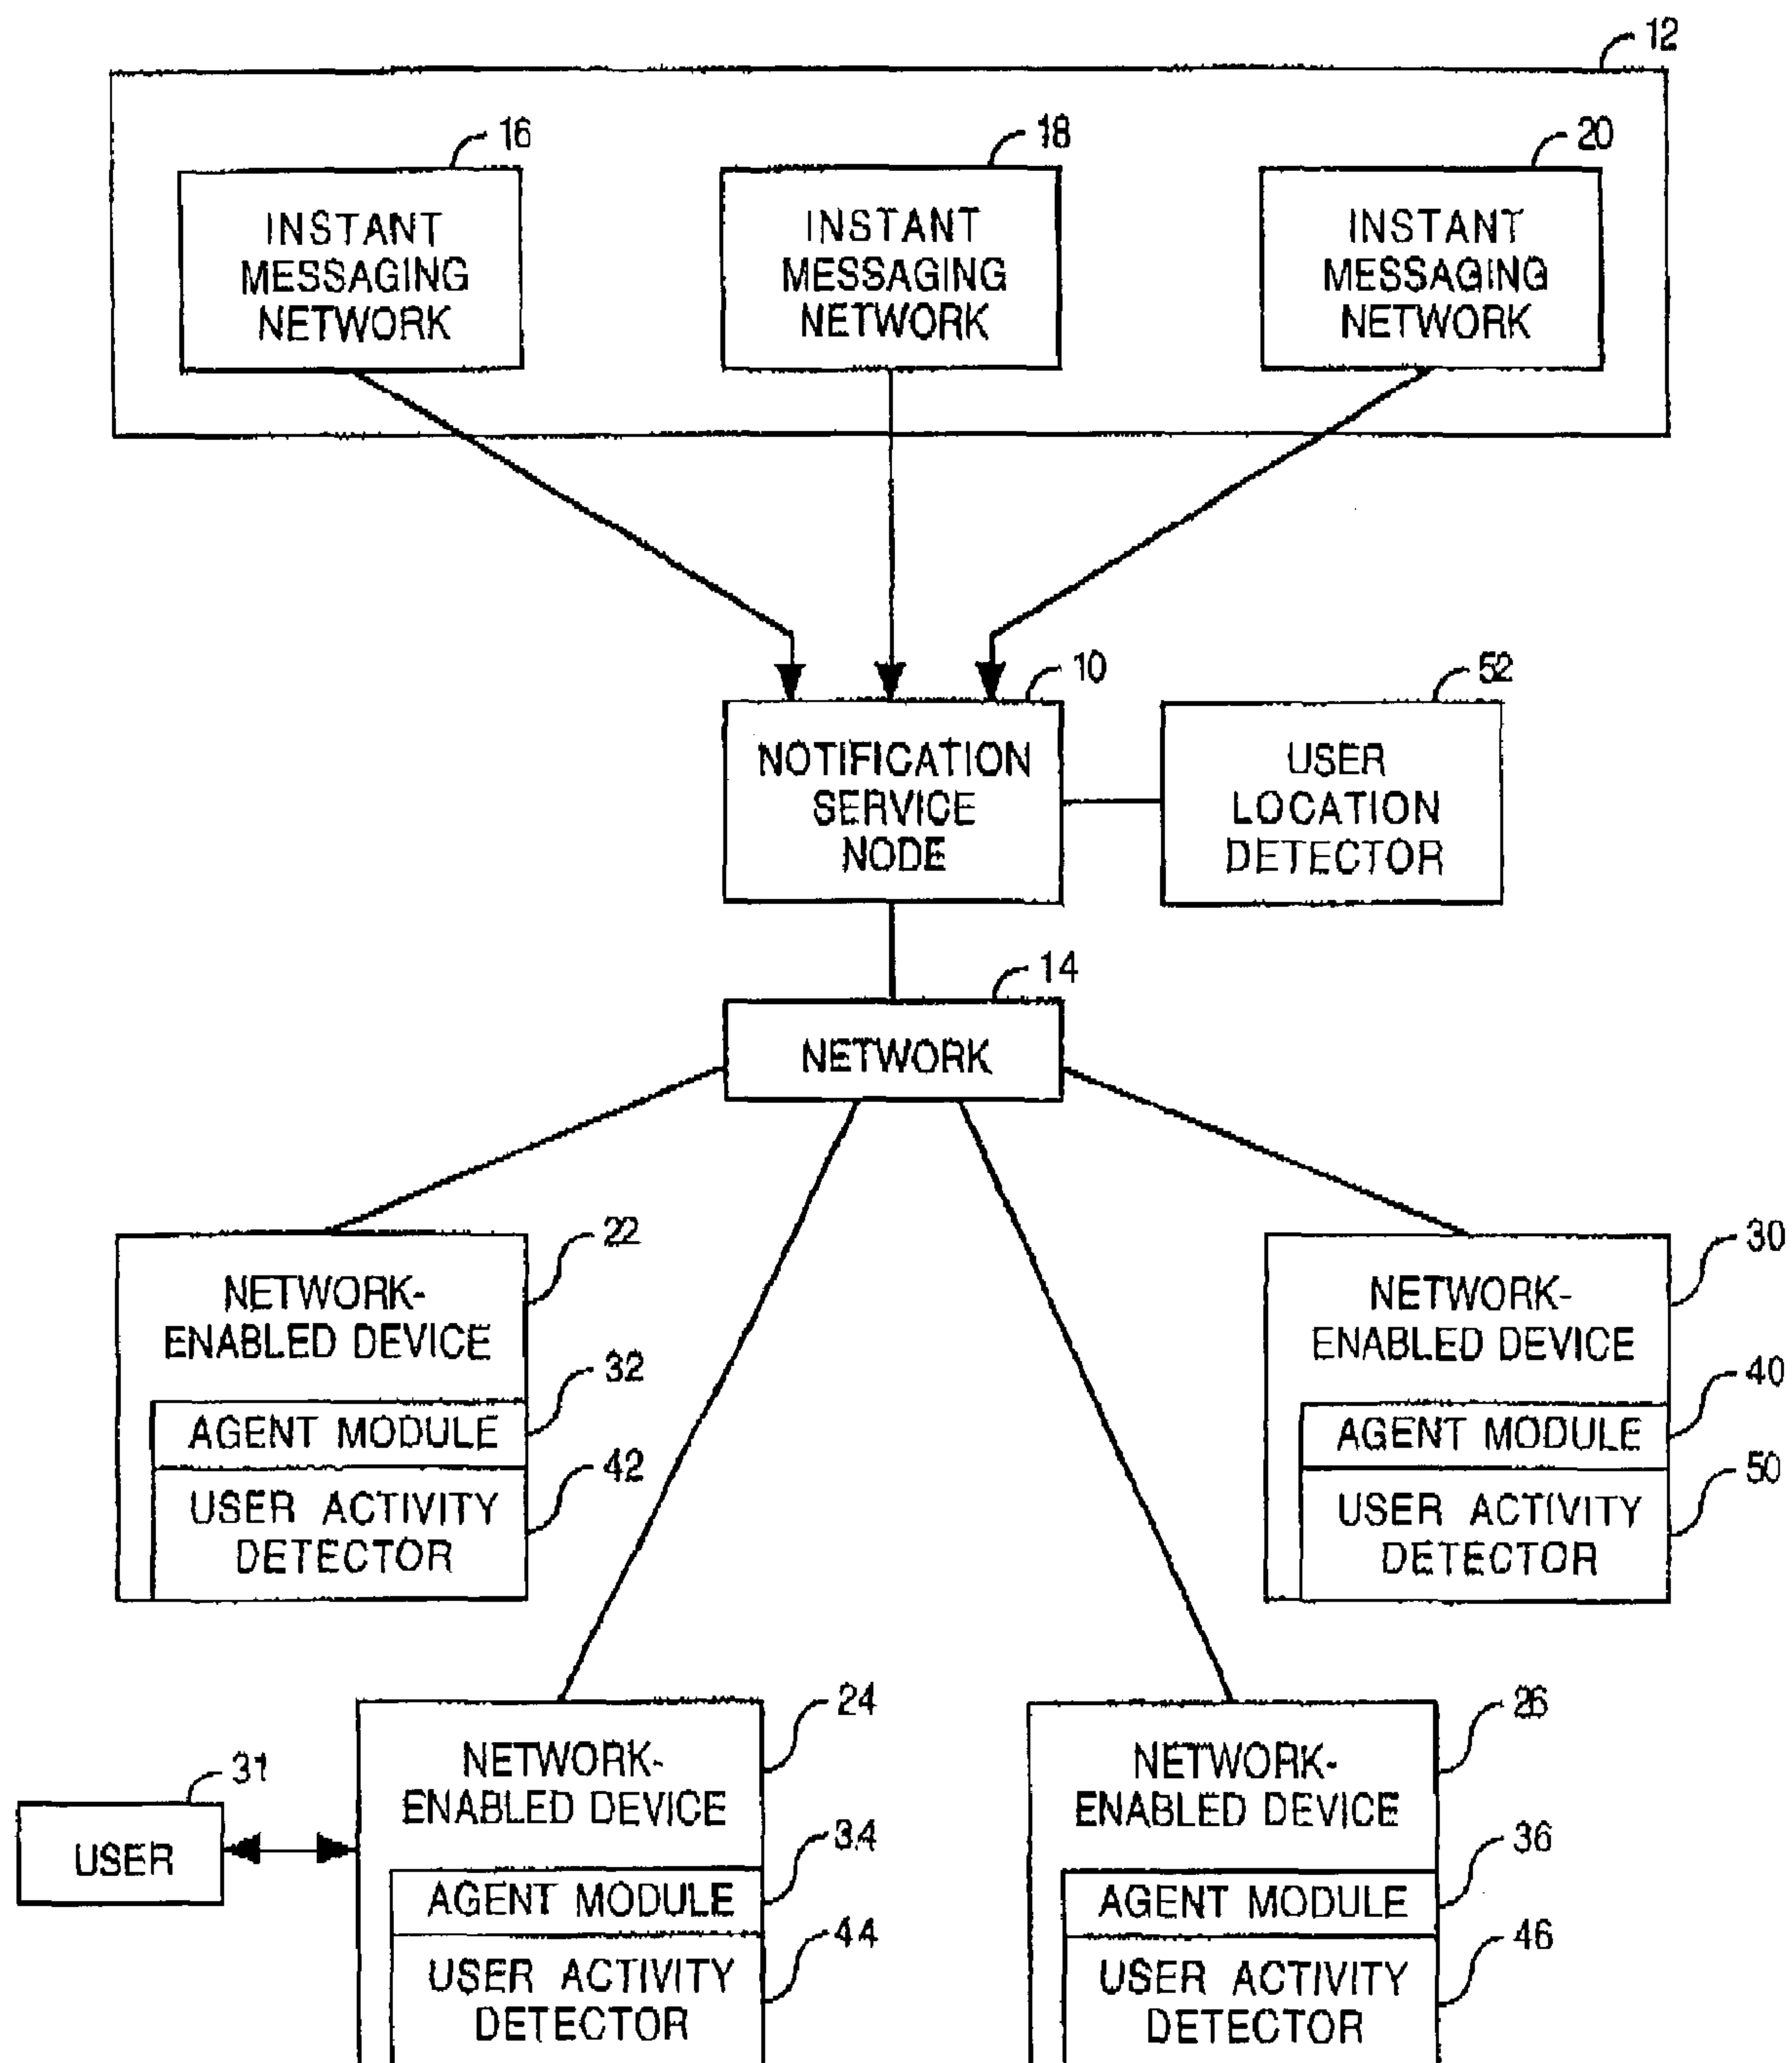 12
16
18
20
INSTANT
MESSAGING
NETWORK
INSTANT
MESSAGING
NETWORK
INSTANT
MESSAGING
NETWORK
10
52
NOTIFICATION
SERVICE
NODE
USER
LOCATION
DETECTOR
14
NETWORK
22
NETWORK-
ENABLED DEVICE
32
AGENT MODULE
42
USER ACTIVITY
DETECTOR
30
NETWORK-
ENABLED DEVICE
40
AGENT MODULE
50
USER ACTIVITY
DETECTOR
31
USER
24
NETWORK-
ENABLED DEVICE
34
AGENT MODULE
44
USER ACTIVITY
DETECTOR
26
NETWORK-
ENABLED DEVICE
36
AGENT MODULE
46
USER ACTIVITY
DETECTOR